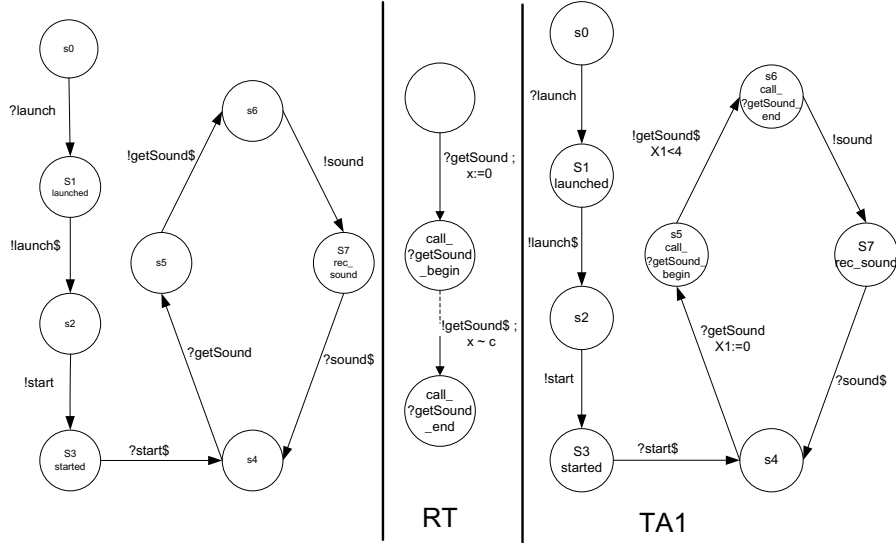 s0
?launch
S1
launched
!launch$
s2
!start
S3
started
?start$
s4
?getSound
s5
!getSound$
s6
!sound
S7
rec_
sound
?sound$
?getSound ;
x:=0
call_
?getSound
_begin
!getSound$ ;
x ~ c
call_
?getSound
_end
RT
s0
?launch
S1
launched
!launch$
s2
!start
S3
started
?start$
s4
?getSound
X1:=0
s5
call_
?getSound_
begin
!getSound$
X1<4
s6
call_
?getSound_
end
!sound
S7
rec_sound
?sound$
TA1